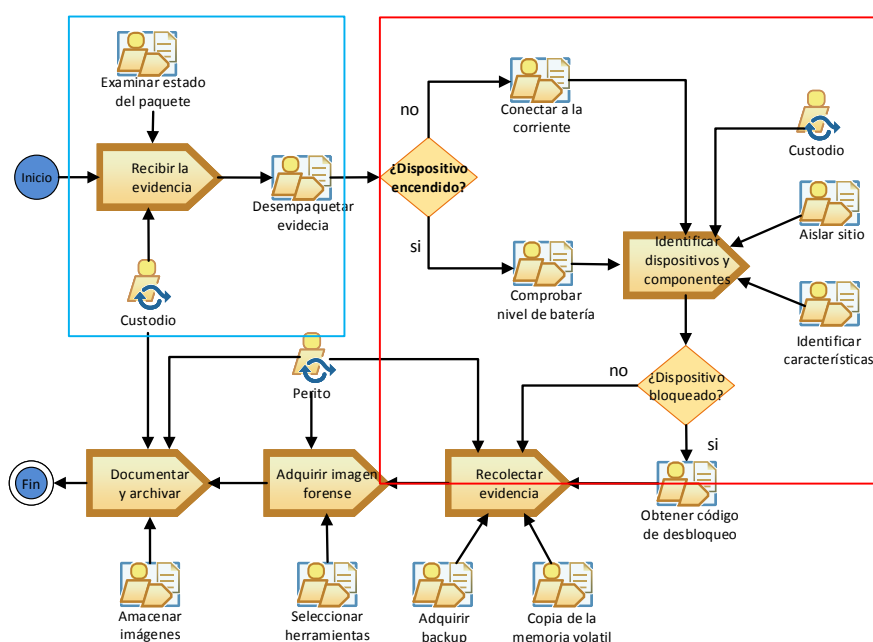 Examinar estado
del paquete
no
Conectar a la
corriente
Custodio
Inicio
Recibir la
evidencia
¿Dispositivo
encendido?
Desempaquetar
evidecia
Aislar sitio
si
Identificar
dispositivos y
componentes
Comprobar
nivel de batería
Custodio
Identificar
características
no
¿Dispositivo
bloqueado?
Perito
si
Fin
Documentar
y archivar
Adquirir imagen
forense
Recolectar
evidencia
Obtener código
de desbloqueo
Amacenar
imágenes
Seleccionar
herramientas
Adquirir
backup
Copia de la
memoria volatil